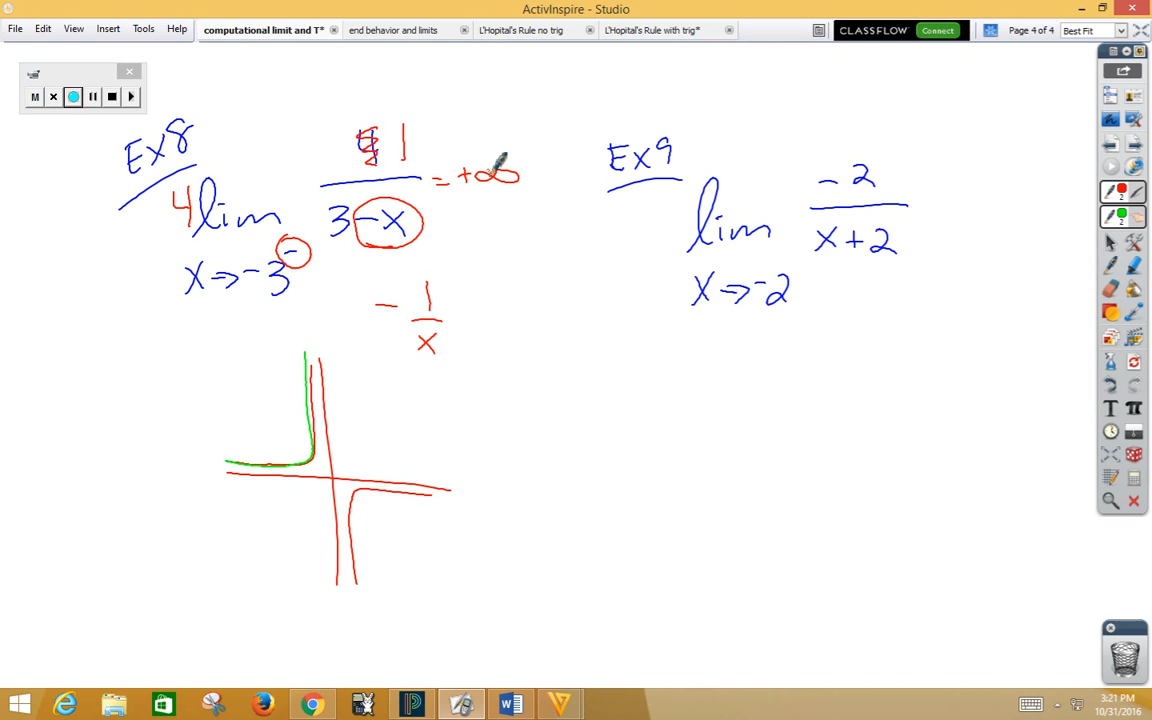 ActivInspire - Studio
File Edit View Insert Tools Help
computational limit and T* end behavior and limits L'Hopital's Rule no trig L'Hopital's Rule with trig*
CLASSFLOW Connect Page 4 of 4 Best Fit
M
Ex 8
4 lim 1 / 3 - x = +∞
x → -3⁻
- 1 / x
Ex 9
lim -2 / x + 2
x → -2
2
2
T π
W
3:21 PM
10/31/2016